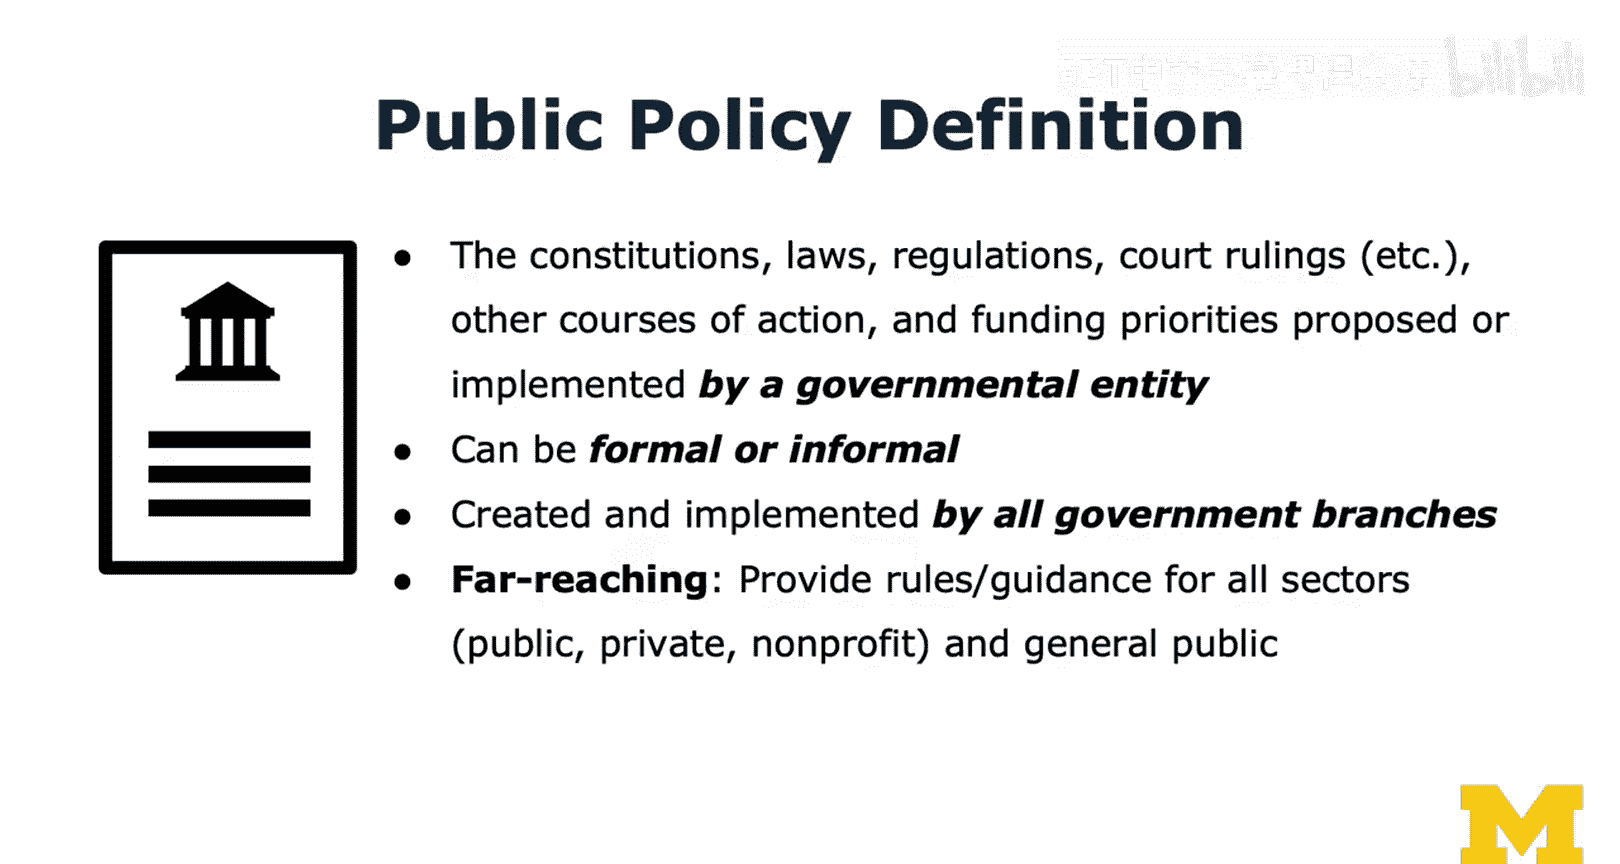 bilibili
Public Policy Definition
● The constitutions, laws, regulations, court rulings (etc.),
other courses of action, and funding priorities proposed or
implemented by a governmental entity
● Can be formal or informal
● Created and implemented by all government branches
● Far-reaching: Provide rules/guidance for all sectors
(public, private, nonprofit) and general public
M